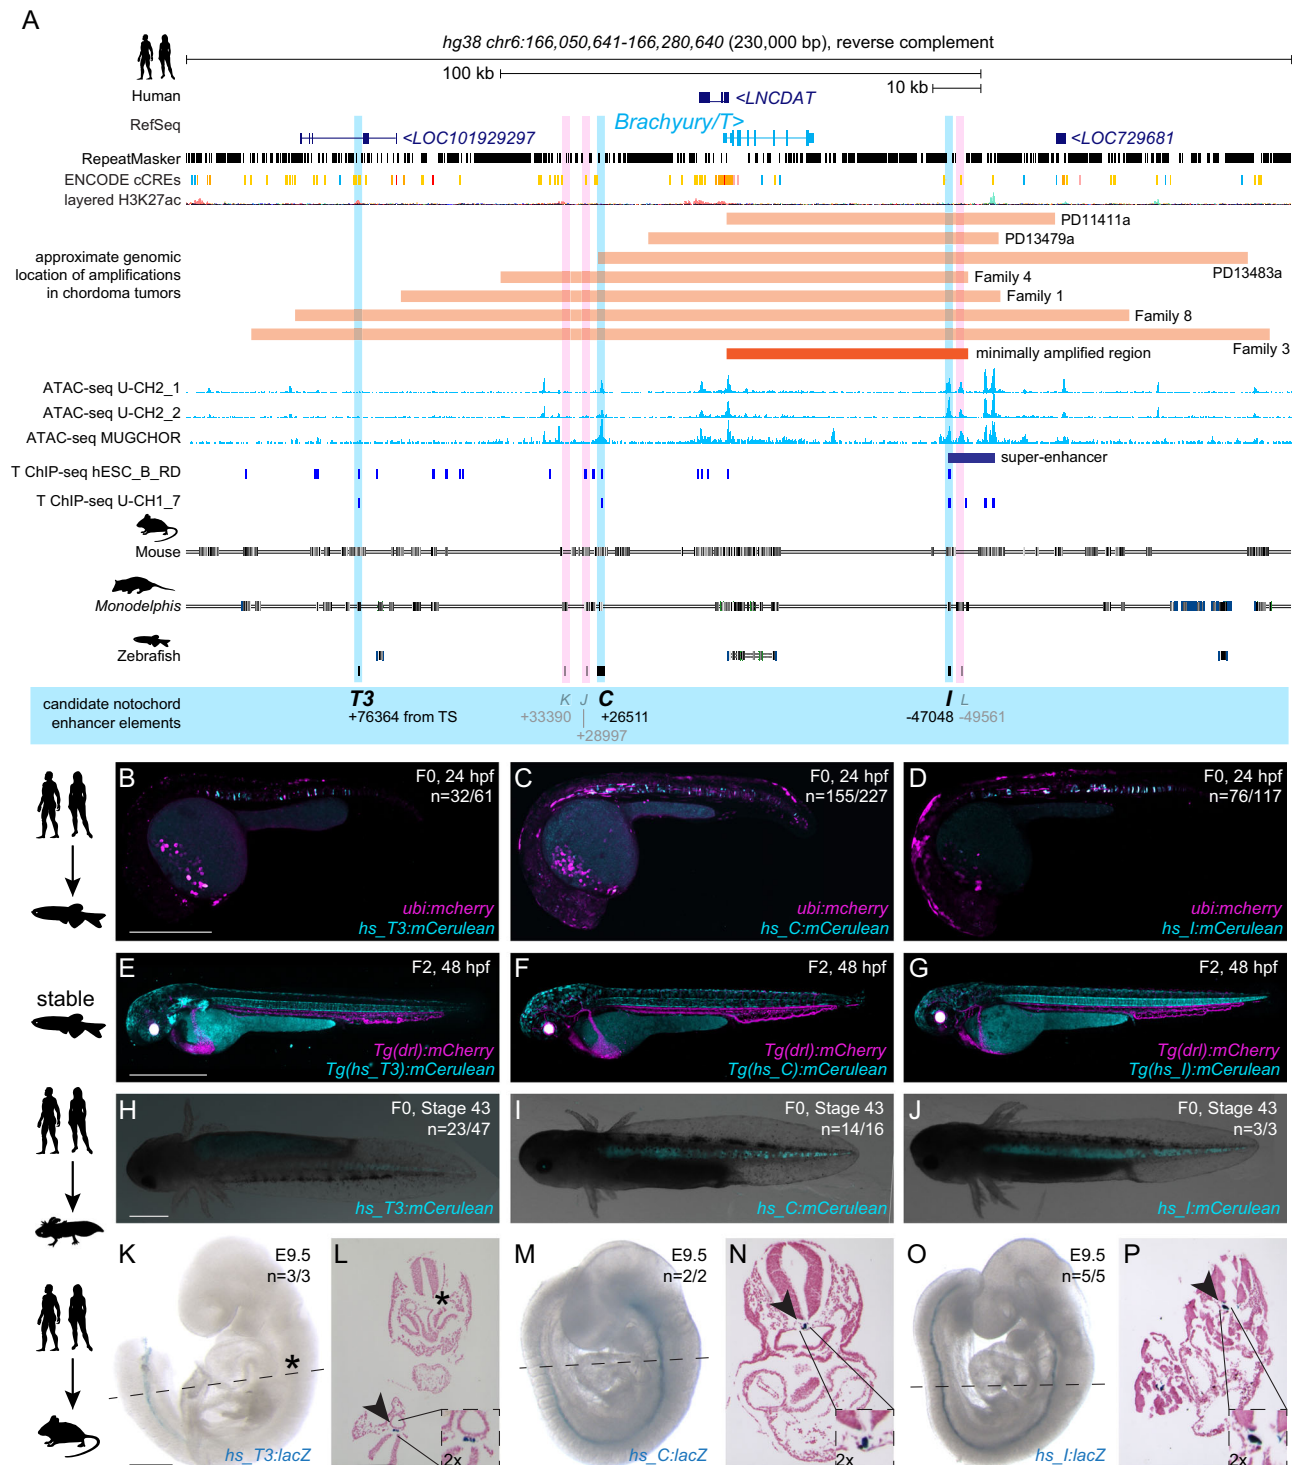 A
hg38 chr6:166,050,641-166,280,640 (230,000 bp), reverse complement
100 kb
10 kb
Human
<LNCDAT
RefSeq
Brachyury/T>
<LOC101929297
<LOC729681
RepeatMasker
ENCODE cCREs
layered H3K27ac
PD11411a
PD13479a
approximate genomic
location of amplifications
in chordoma tumors
PD13483a
Family 4
Family 1
Family 8
Family 3
minimally amplified region
ATAC-seq U-CH2_1
ATAC-seq U-CH2_2
ATAC-seq MUGCHOR
super-enhancer
T ChIP-seq hESC_B_RD
T ChIP-seq U-CH1_7
Mouse
Monodelphis
Zebrafish
candidate notochord
enhancer elements
T3 K J C I L
+76364 from TS +33390 +26511 -47048 -49561
+28997
B F0, 24 hpf
n=32/61
ubi:mcherry
hs_T3:mCerulean
C F0, 24 hpf
n=155/227
ubi:mcherry
hs_C:mCerulean
D F0, 24 hpf
n=76/117
ubi:mcherry
hs_I:mCerulean
stable
E F2, 48 hpf
Tg(drl):mCherry
Tg(hs_T3):mCerulean
F F2, 48 hpf
Tg(drl):mCherry
Tg(hs_C):mCerulean
G F2, 48 hpf
Tg(drl):mCherry
Tg(hs_I):mCerulean
H F0, Stage 43
n=23/47
hs_T3:mCerulean
I F0, Stage 43
n=14/16
hs_C:mCerulean
J F0, Stage 43
n=3/3
hs_I:mCerulean
K E9.5
n=3/3
*
hs_T3:lacZ
L
*
2x
M E9.5
n=2/2
hs_C:lacZ
N
2x
O E9.5
n=5/5
hs_I:lacZ
P
2x